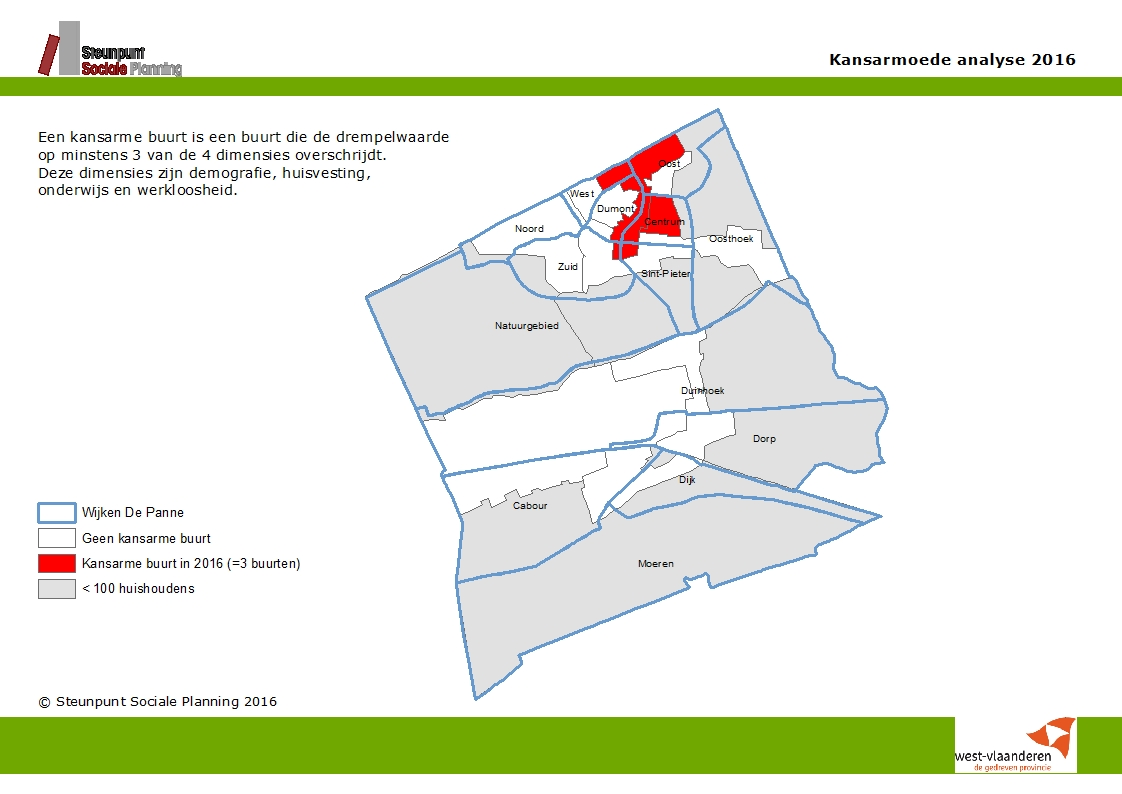 Steunpunt
Sociale Planning
Kansarmoede analyse 2016
Een kansarme buurt is een buurt die de drempelwaarde
op minstens 3 van de 4 dimensies overschrijdt.
Deze dimensies zijn demografie, huisvesting,
onderwijs en werkloosheid.
Oost
West
Dumont
Centrum
Noord
Oosthoek
Zuid
Sint-Pieter
Natuurgebied
Duinhoek
Dorp
Dijk
Cabour
Moeren
Wijken De Panne
Geen kansarme buurt
Kansarme buurt in 2016 (=3 buurten)
< 100 huishoudens
© Steunpunt Sociale Planning 2016
west-vlaanderen
de gedreven provincie